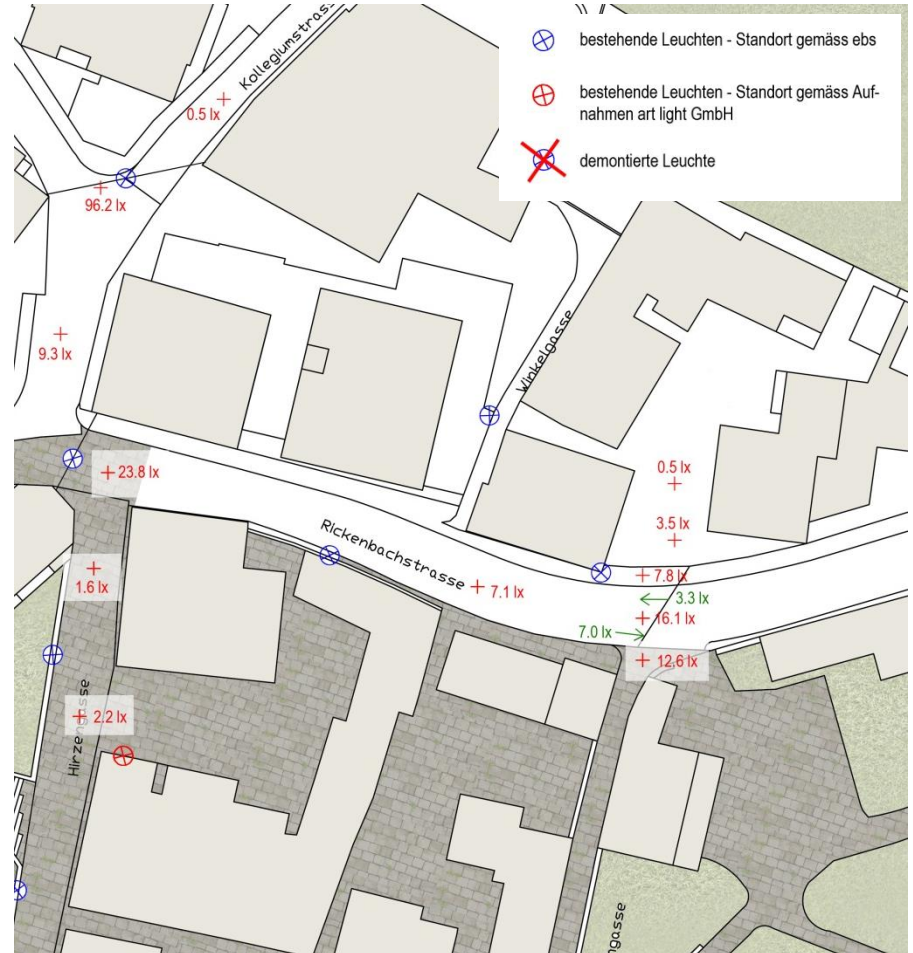 bestehende Leuchten - Standort gemäss ebs
bestehende Leuchten - Standort gemäss Auf-
nahmen art light GmbH
demontierte Leuchte
Kollegiumstrasse
0.5 lx
96.2 lx
9.3 lx
Winkelgasse
23.8 lx
0.5 lx
3.5 lx
Rickenbachstrasse
7.1 lx
7.8 lx
3.3 lx
16.1 lx
7.0 lx
12.6 lx
1.6 lx
2.2 lx
Hirzengasse
ngasse